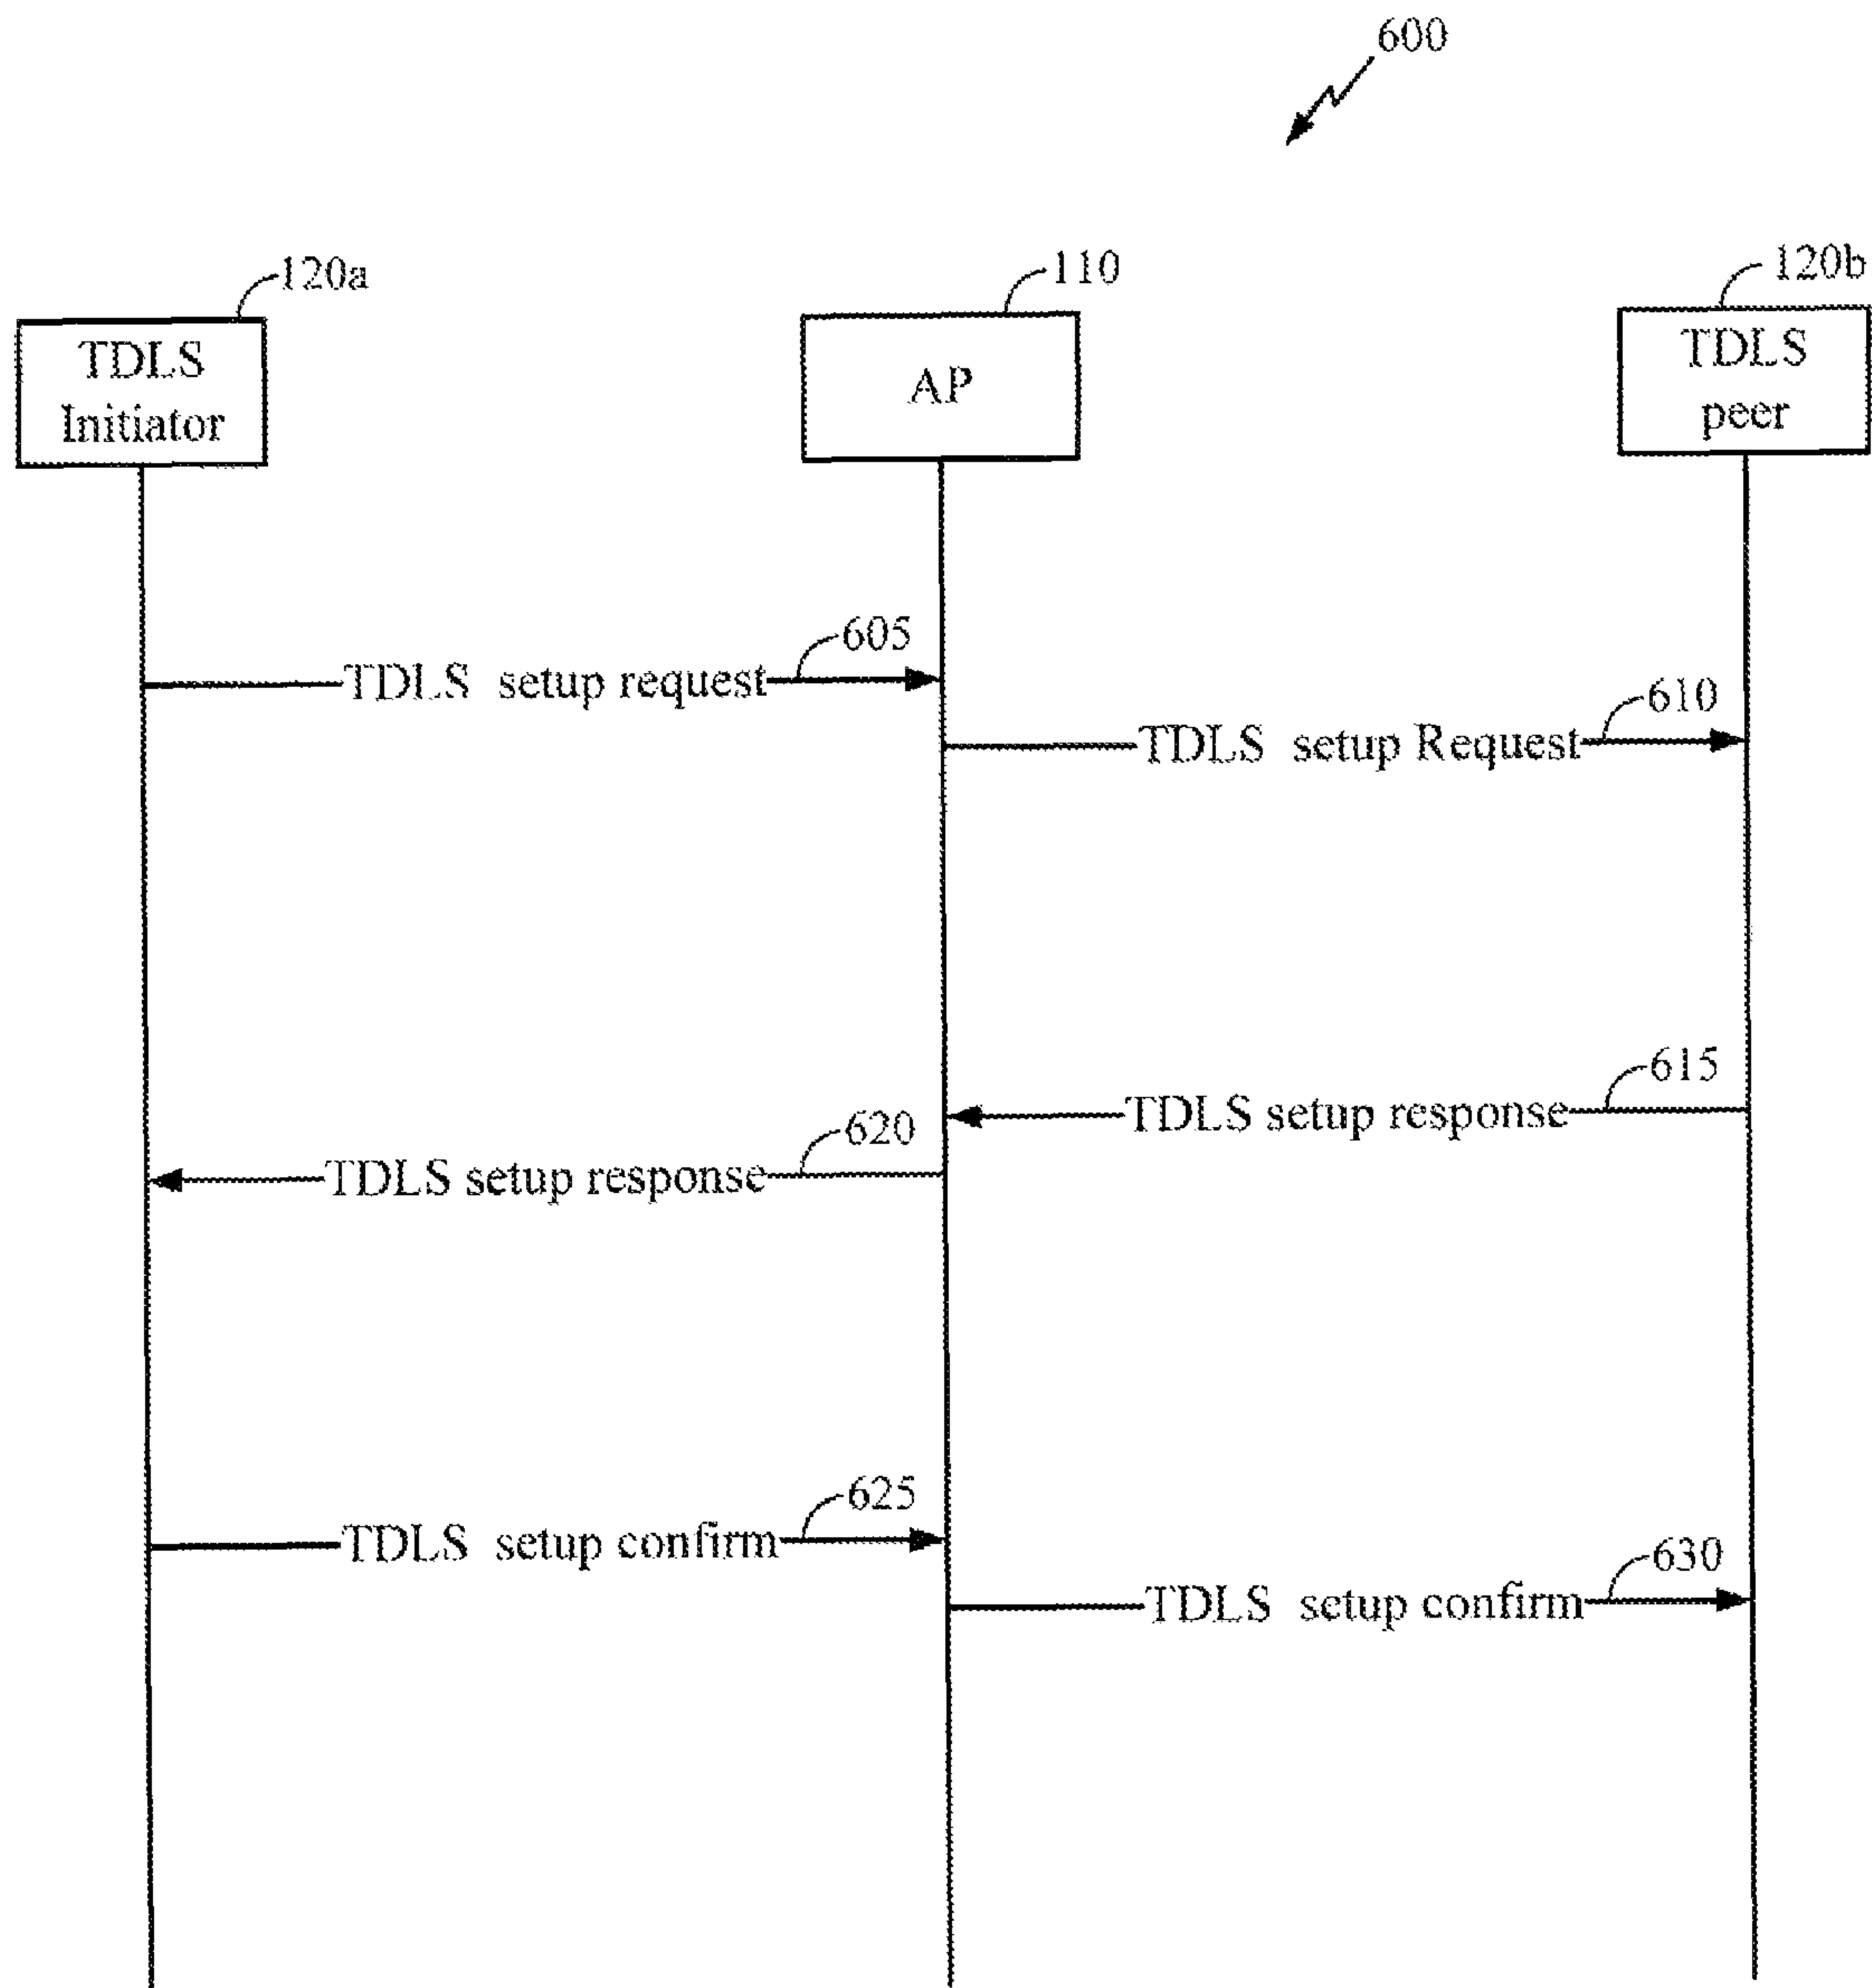 600
120a
110
120b
TDLS
Initiator
AP
TDLS
peer
605
TDLS setup request
610
TDLS setup Request
615
TDLS setup response
620
TDLS setup response
625
TDLS setup confirm
630
TDLS setup confirm